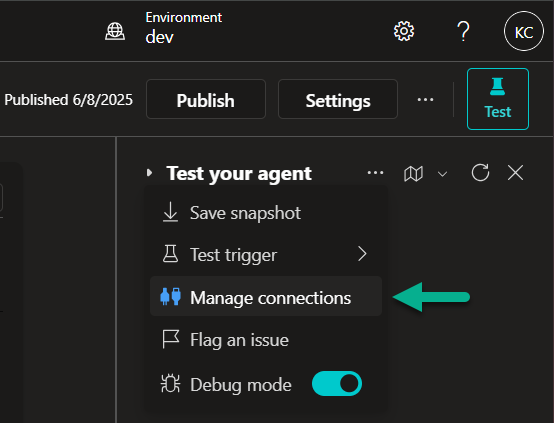 Environment
dev
?
KC
Published 6/8/2025
Publish
Settings
...
Test
Test your agent
...
Save snapshot
Test trigger
Manage connections
Flag an issue
Debug mode